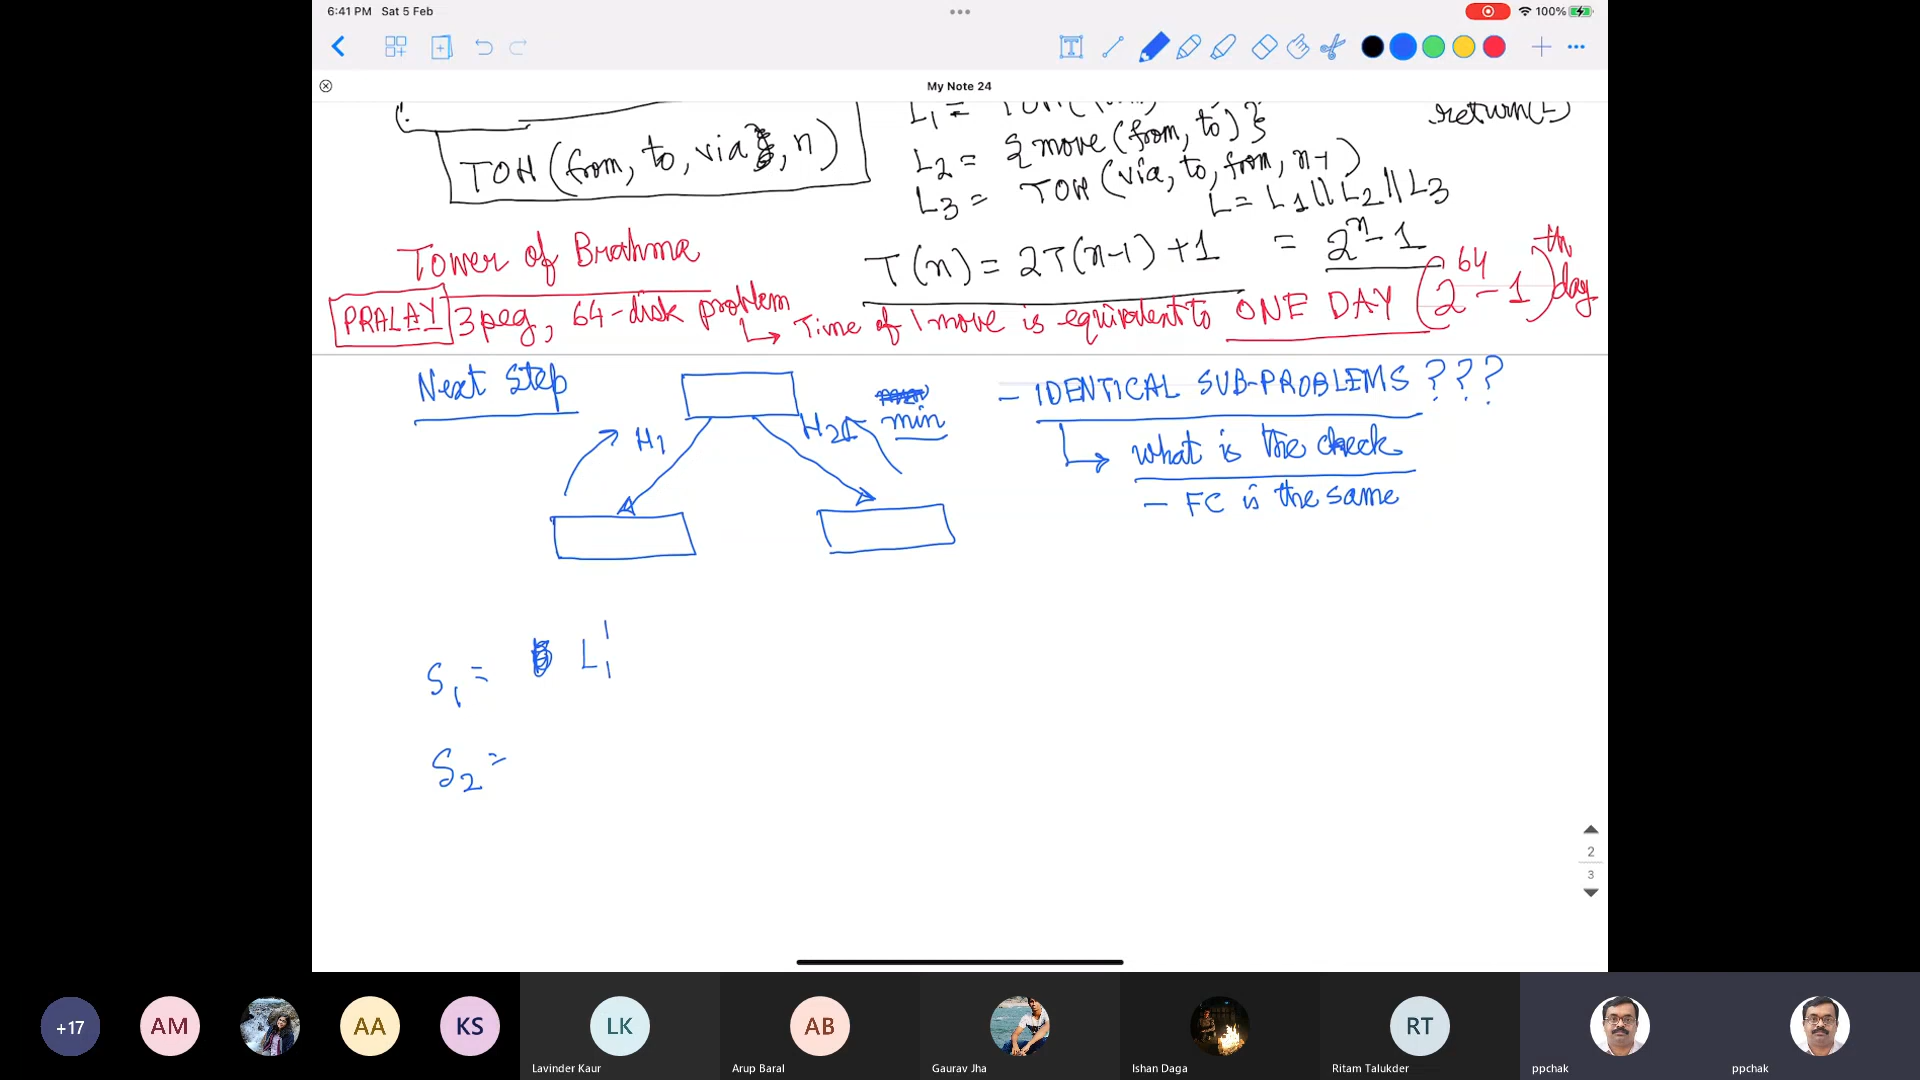 6:41 PM Sat 5 Feb
100%
My Note 24
TOH (from, to, via, n)
L1 =
L2 = {move (from, to)}
L3 = TOH (via, to, from, n-1)
L = L1 || L2 || L3
return(L)
Tower of Brahma
T(n) = 2T(n-1) + 1 = 2^n - 1
PRALAY 3 peg, 64-disk problem
Time of 1 move is equivalent to ONE DAY (2^64 - 1)th day
Next Step
H1
H2
min
- IDENTICAL SUB-PROBLEMS ???
what is the check
- FC is the same
S1 = L1'
S2 =
2
3
+17
AM
AA
KS
LK
AB
RT
Lavinder Kaur
Arup Baral
Gaurav Jha
Ishan Daga
Ritam Talukder
ppchak
ppchak